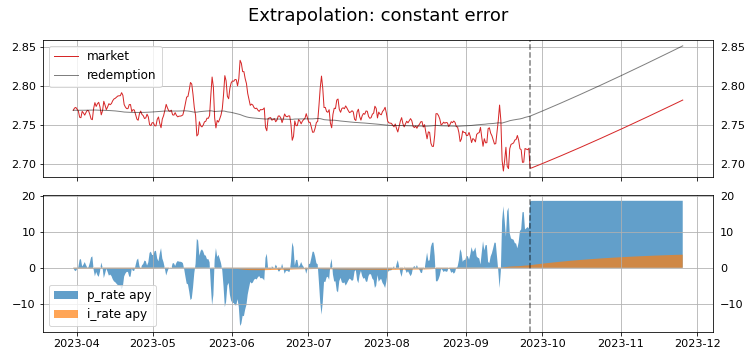 Extrapolation: constant error
2.85 2.85
market
redemption
2.80 2.80
2.75 2.75
2.70 2.70
20 20
10 10
0 0
−10 −10
p_rate apy
i_rate apy
2023-04 2023-05 2023-06 2023-07 2023-08 2023-09 2023-10 2023-11 2023-12